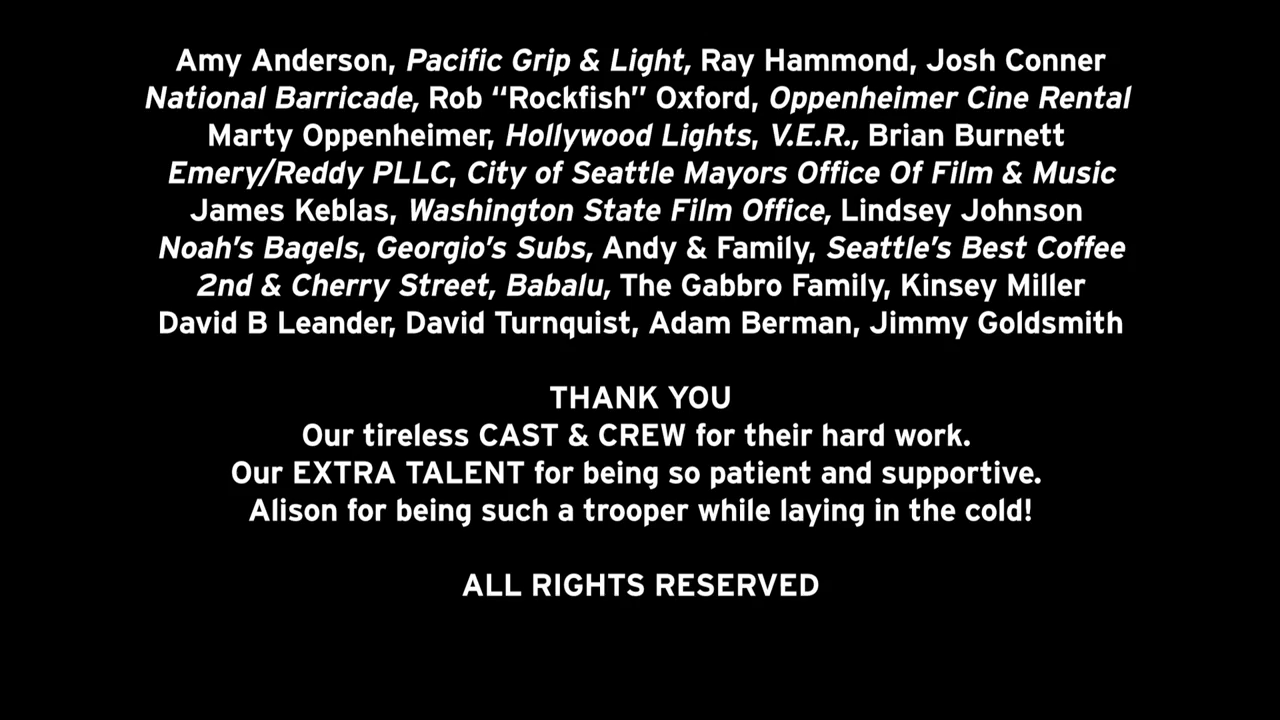 Amy Anderson, Pacific Grip & Light, Ray Hammond, Josh Conner
National Barricade, Rob “Rockfish” Oxford, Oppenheimer Cine Rental
Marty Oppenheimer, Hollywood Lights, V.E.R., Brian Burnett
Emery/Reddy PLLC, City of Seattle Mayors Office Of Film & Music
James Keblas, Washington State Film Office, Lindsey Johnson
Noah’s Bagels, Georgio’s Subs, Andy & Family, Seattle’s Best Coffee
2nd & Cherry Street, Babalu, The Gabbro Family, Kinsey Miller
David B Leander, David Turnquist, Adam Berman, Jimmy Goldsmith
THANK YOU
Our tireless CAST & CREW for their hard work.
Our EXTRA TALENT for being so patient and supportive.
Alison for being such a trooper while laying in the cold!
ALL RIGHTS RESERVED